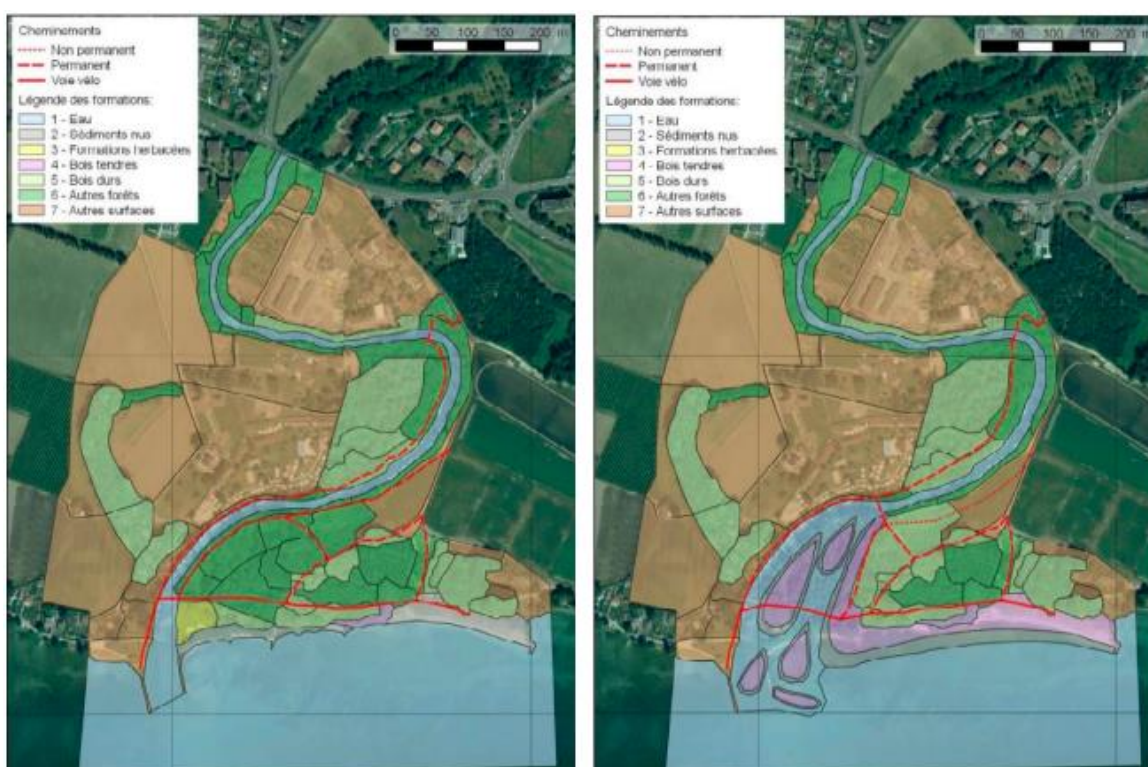 Cheminements
Non permanent
Permanent
Voie vélo
Légende des formations:
1 - Eau
2 - Sédiments nus
3 - Formations herbacées
4 - Bois tendres
5 - Bois durs
6 - Autres forêts
7 - Autres surfaces
0 50 100 150 200 m
Cheminements
Non permanent
Permanent
Voie vélo
Légende des formations:
1 - Eau
2 - Sédiments nus
3 - Formations herbacées
4 - Bois tendres
5 - Bois durs
6 - Autres forêts
7 - Autres surfaces
0 50 100 150 200 m